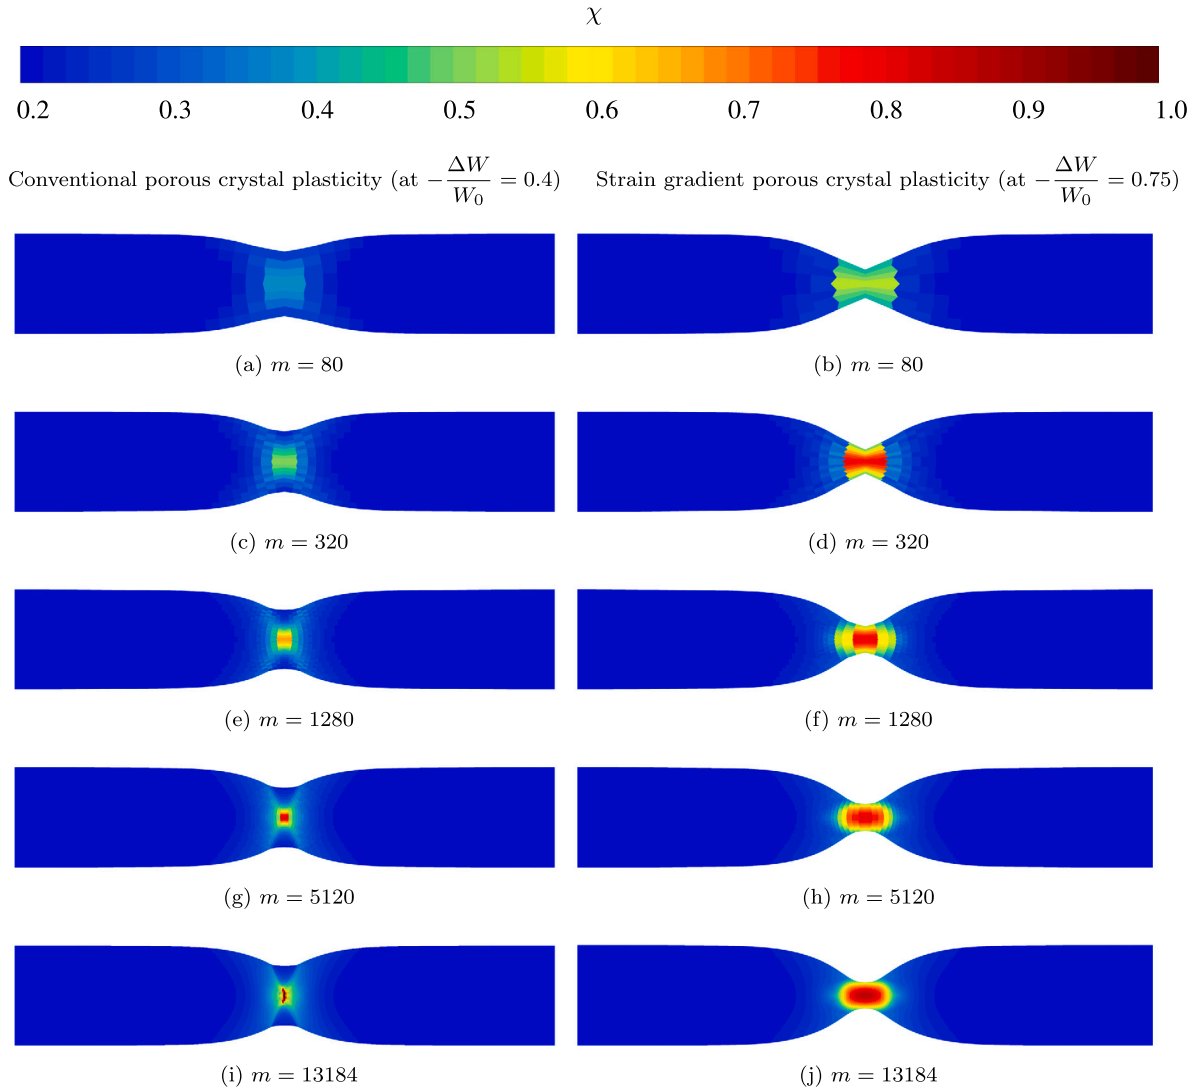 χ
0.2 0.3 0.4 0.5 0.6 0.7 0.8 0.9 1.0
Conventional porous crystal plasticity (at −ΔW/W₀ = 0.4)
Strain gradient porous crystal plasticity (at −ΔW/W₀ = 0.75)
(a) m = 80
(b) m = 80
(c) m = 320
(d) m = 320
(e) m = 1280
(f) m = 1280
(g) m = 5120
(h) m = 5120
(i) m = 13184
(j) m = 13184